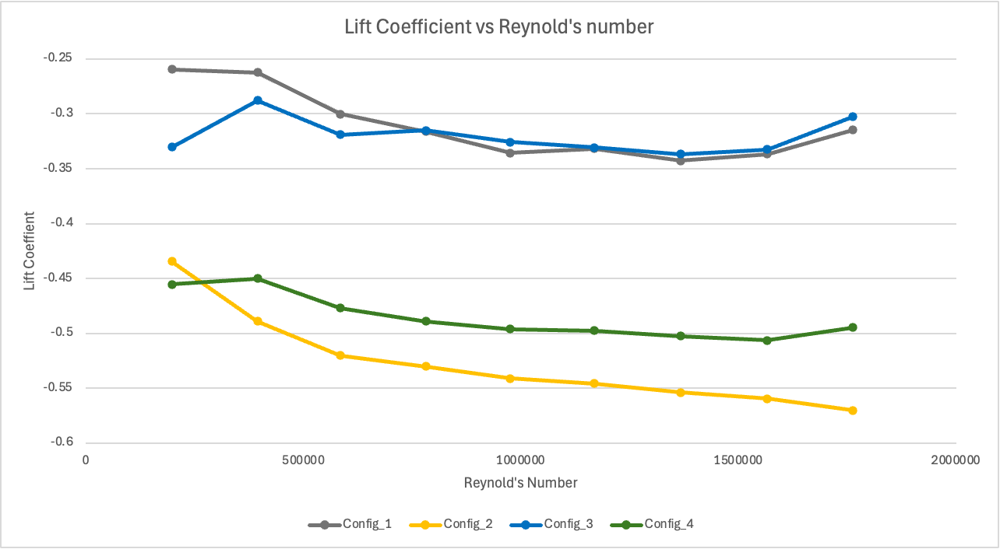 Lift Coefficient vs Reynold's number
-0.25
-0.3
-0.35
-0.4
-0.45
-0.5
-0.55
-0.6
Lift Coeffient
0 500000 1000000 1500000 2000000
Reynold's Number
Config_1 Config_2 Config_3 Config_4